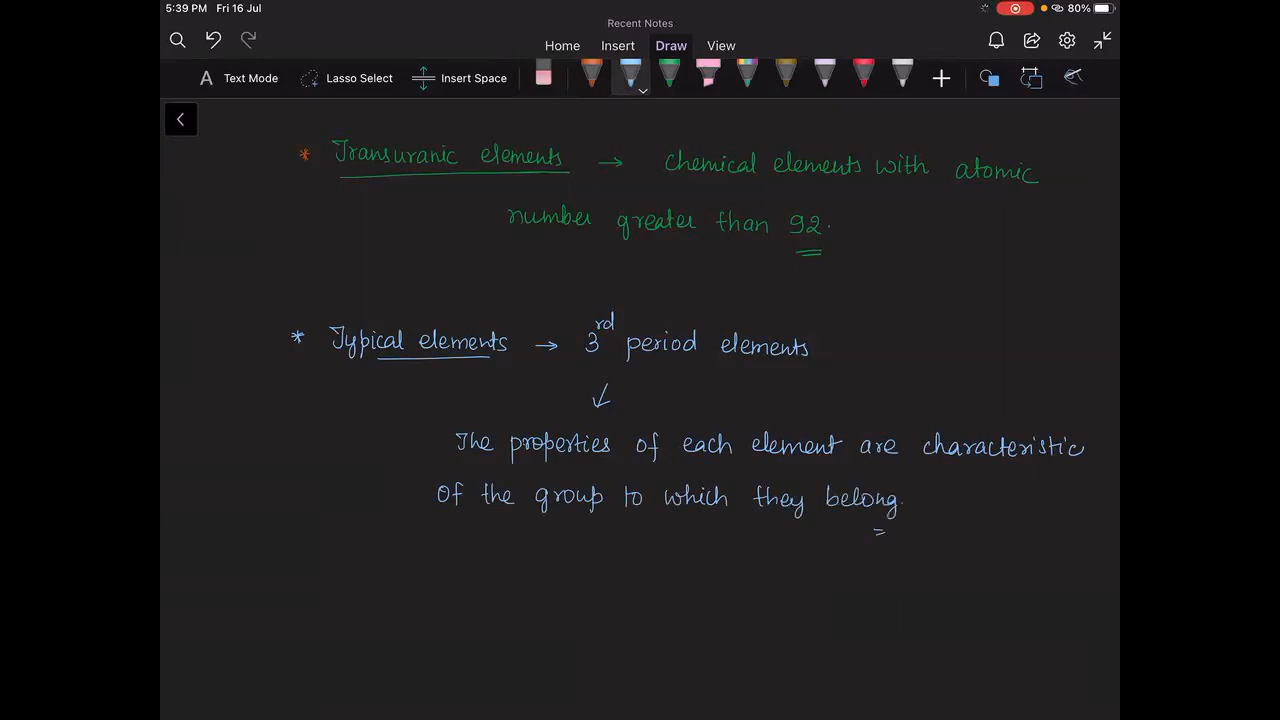 5:39 PM Fri 16 Jul
80%
Recent Notes
Home Insert Draw View
A Text Mode Lasso Select Insert Space
* Transuranic elements → Chemical elements with atomic
number greater than 92.
* Typical elements → 3rd period elements
The properties of each element are characteristic
of the group to which they belong.